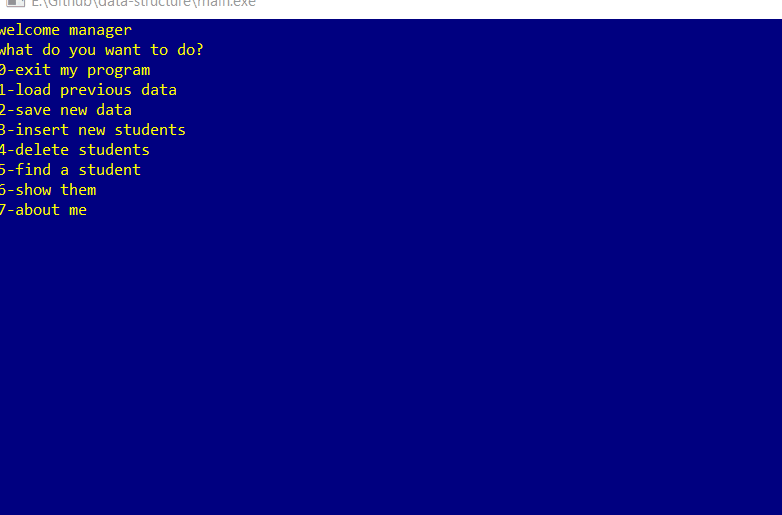 E:\Github\data-structure\main.exe
welcome manager
what do you want to do?
0-exit my program
1-load previous data
2-save new data
3-insert new students
4-delete students
5-find a student
6-show them
7-about me